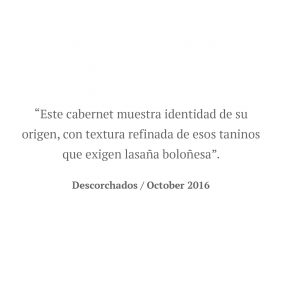 “Este cabernet muestra identidad de su
origen, con textura refinada de esos taninos
que exigen lasaña boloñesa”.
Descorchados / October 2016